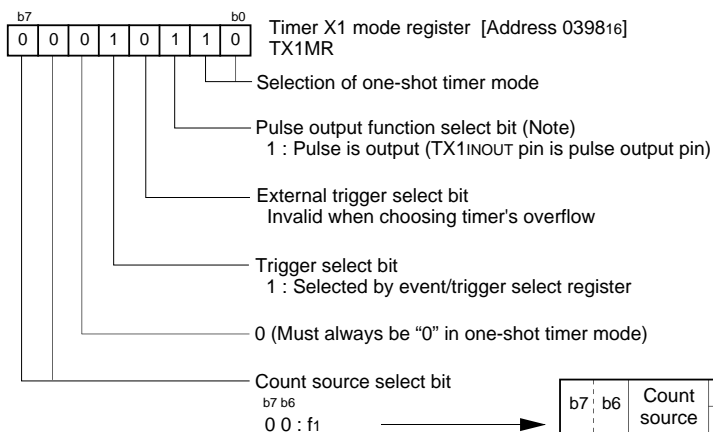 b7 b0
0 0 0 1 0 1 1 0
Timer X1 mode register [Address 039816]
TX1MR
Selection of one-shot timer mode
Pulse output function select bit (Note)
1 : Pulse is output (TX1INOUT pin is pulse output pin)
External trigger select bit
Invalid when choosing timer's overflow
Trigger select bit
1 : Selected by event/trigger select register
0 (Must always be “0” in one-shot timer mode)
Count source select bit
b7 b6
0 0 : f1
b7 b6 Count
source